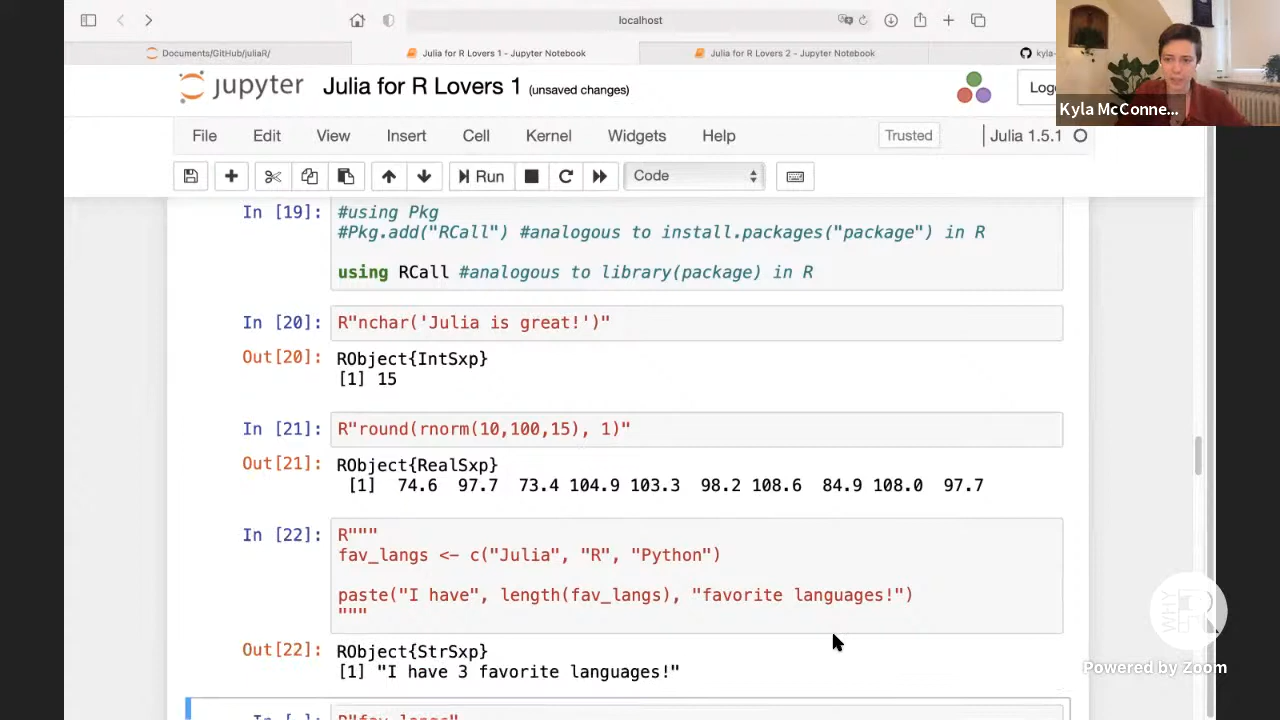 localhost
Documents/GitHub/juliaR/
Julia for R Lovers 1 - Jupyter Notebook
Julia for R Lovers 2 - Jupyter Notebook
kyla-
jupyter Julia for R Lovers 1 (unsaved changes)
Kyla McConne...
File Edit View Insert Cell Kernel Widgets Help Trusted Julia 1.5.1
Run Code
In [19]: #using Pkg
#Pkg.add("RCall") #analogous to install.packages("package") in R
using RCall #analogous to library(package) in R
In [20]: R"nchar('Julia is great!')"
Out[20]: RObject{IntSxp}
[1] 15
In [21]: R"round(rnorm(10,100,15), 1)"
Out[21]: RObject{RealSxp}
[1] 74.6 97.7 73.4 104.9 103.3 98.2 108.6 84.9 108.0 97.7
In [22]: R"""
fav_langs <- c("Julia", "R", "Python")
paste("I have", length(fav_langs), "favorite languages!")
"""
Out[22]: RObject{StrSxp}
[1] "I have 3 favorite languages!"
WHY R?
Powered by Zoom